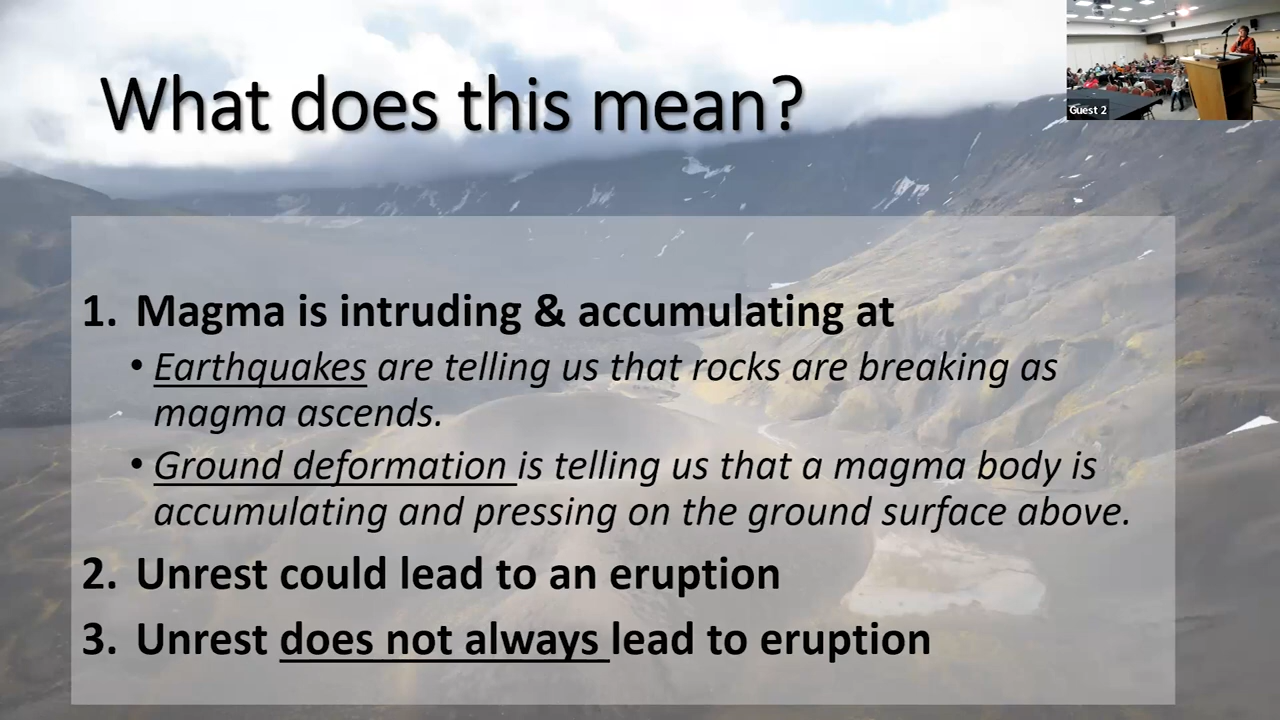 What does this mean?
Guest 2
1. Magma is intruding & accumulating at
• Earthquakes are telling us that rocks are breaking as
magma ascends.
• Ground deformation is telling us that a magma body is
accumulating and pressing on the ground surface above.
2. Unrest could lead to an eruption
3. Unrest does not always lead to eruption